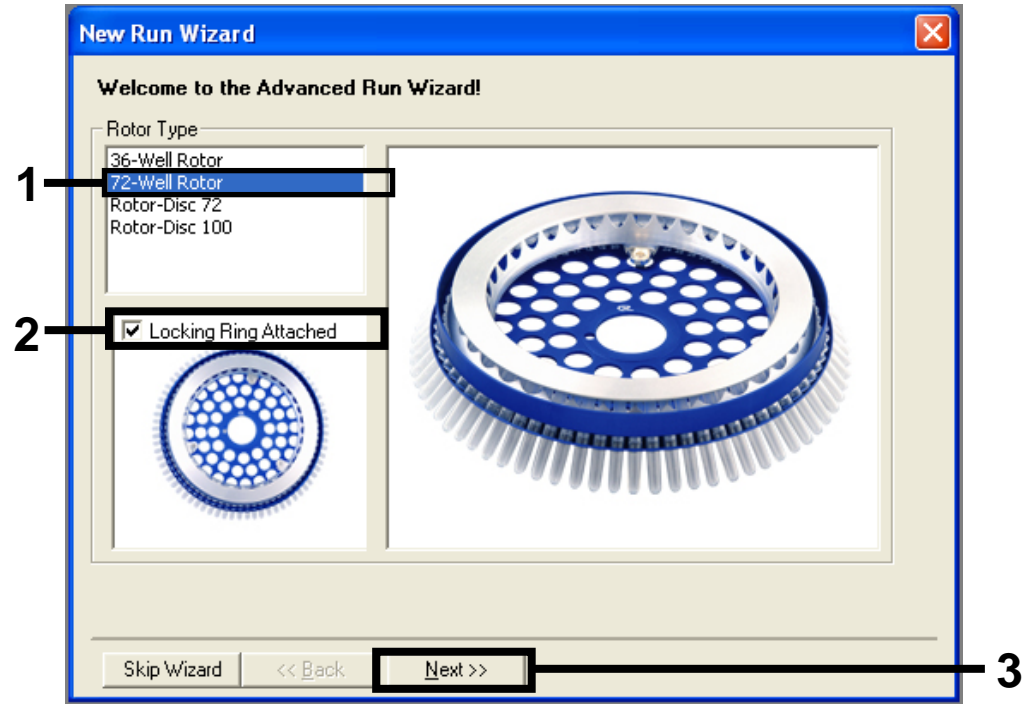 New Run Wizard
Welcome to the Advanced Run Wizard!
Rotor Type
36-Well Rotor
1
72-Well Rotor
Rotor-Disc 72
Rotor-Disc 100
2
Locking Ring Attached
Skip Wizard
<< Back
Next >>
3